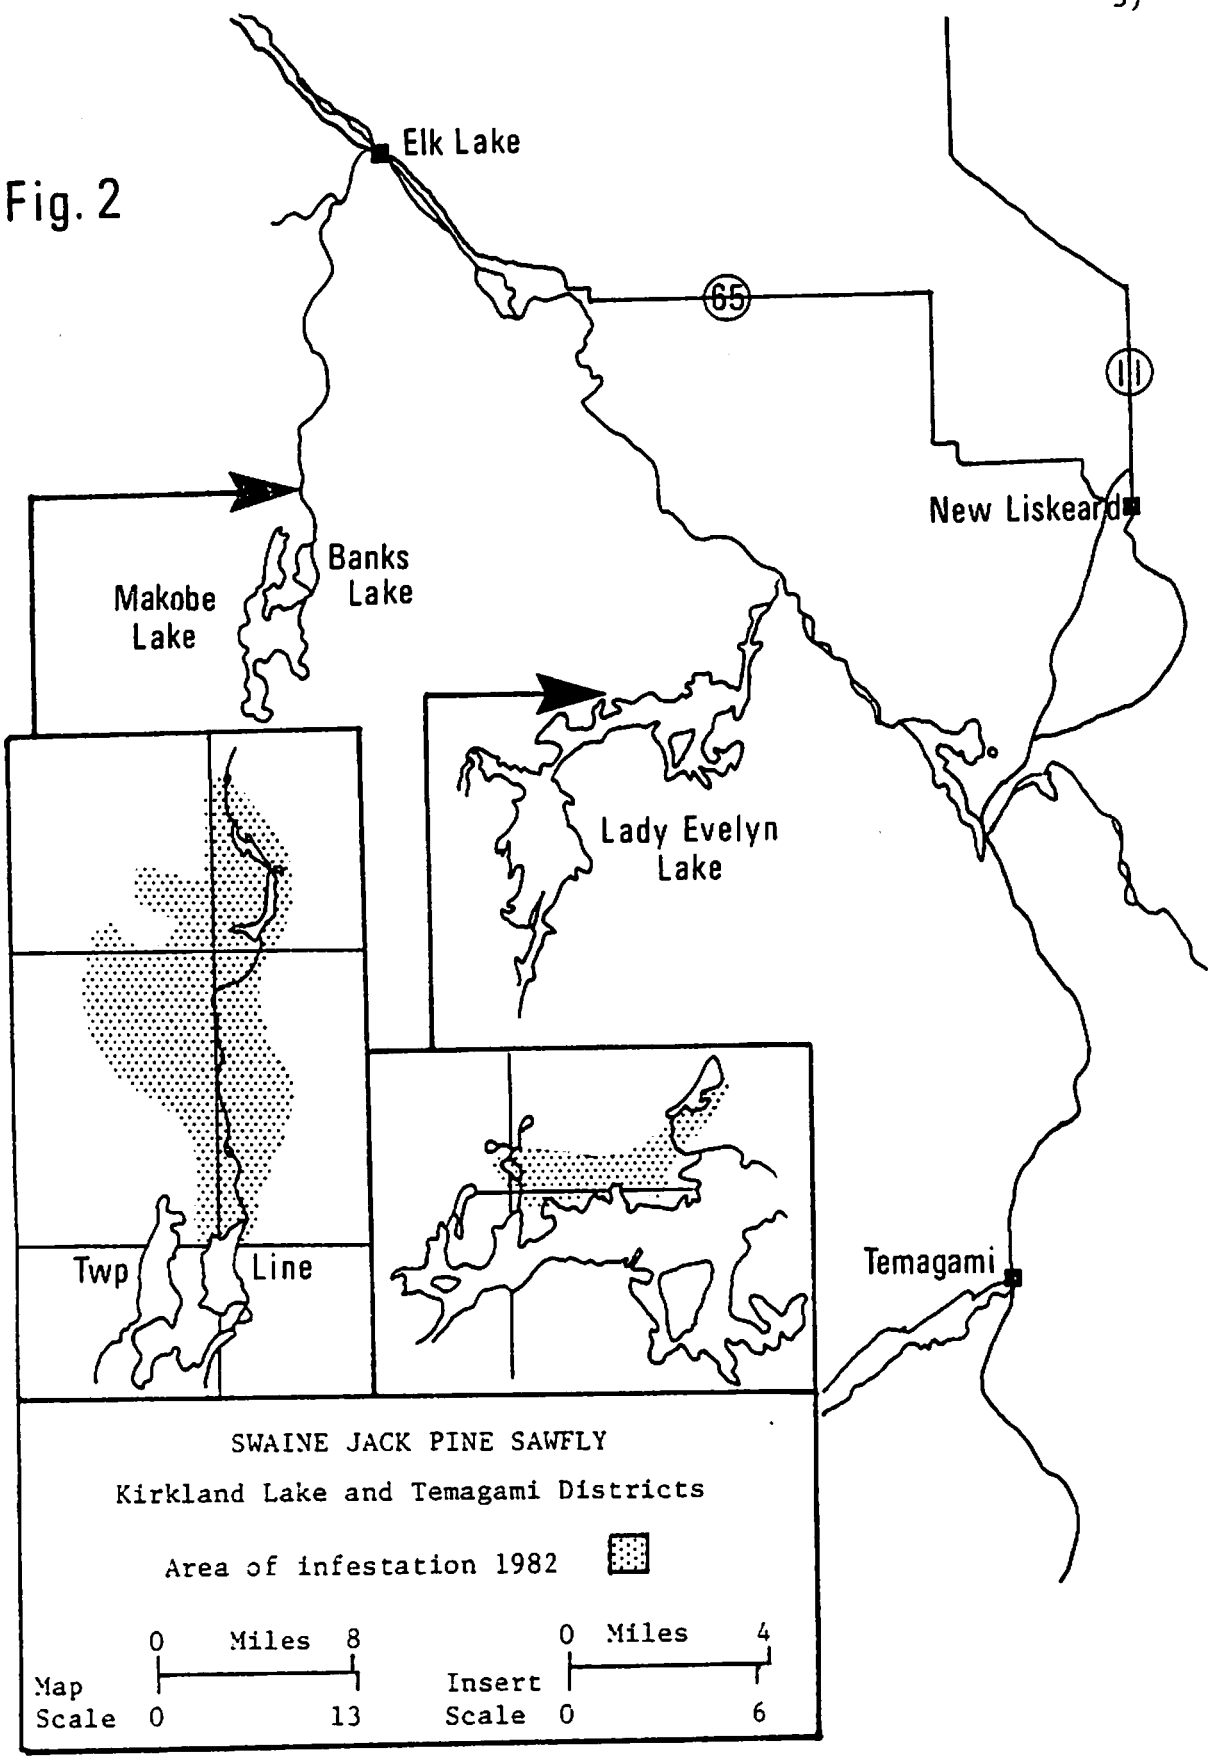 Elk Lake
Fig. 2
65
11
New Liskeard
Banks
Lake
Makobe
Lake
Lady Evelyn
Lake
Twp Line
Temagami
SWAINE JACK PINE SAWFLY
Kirkland Lake and Temagami Districts
Area of infestation 1982
0 Miles 8
0 Miles 4
Map
Scale 0 13
Insert
Scale 0 6